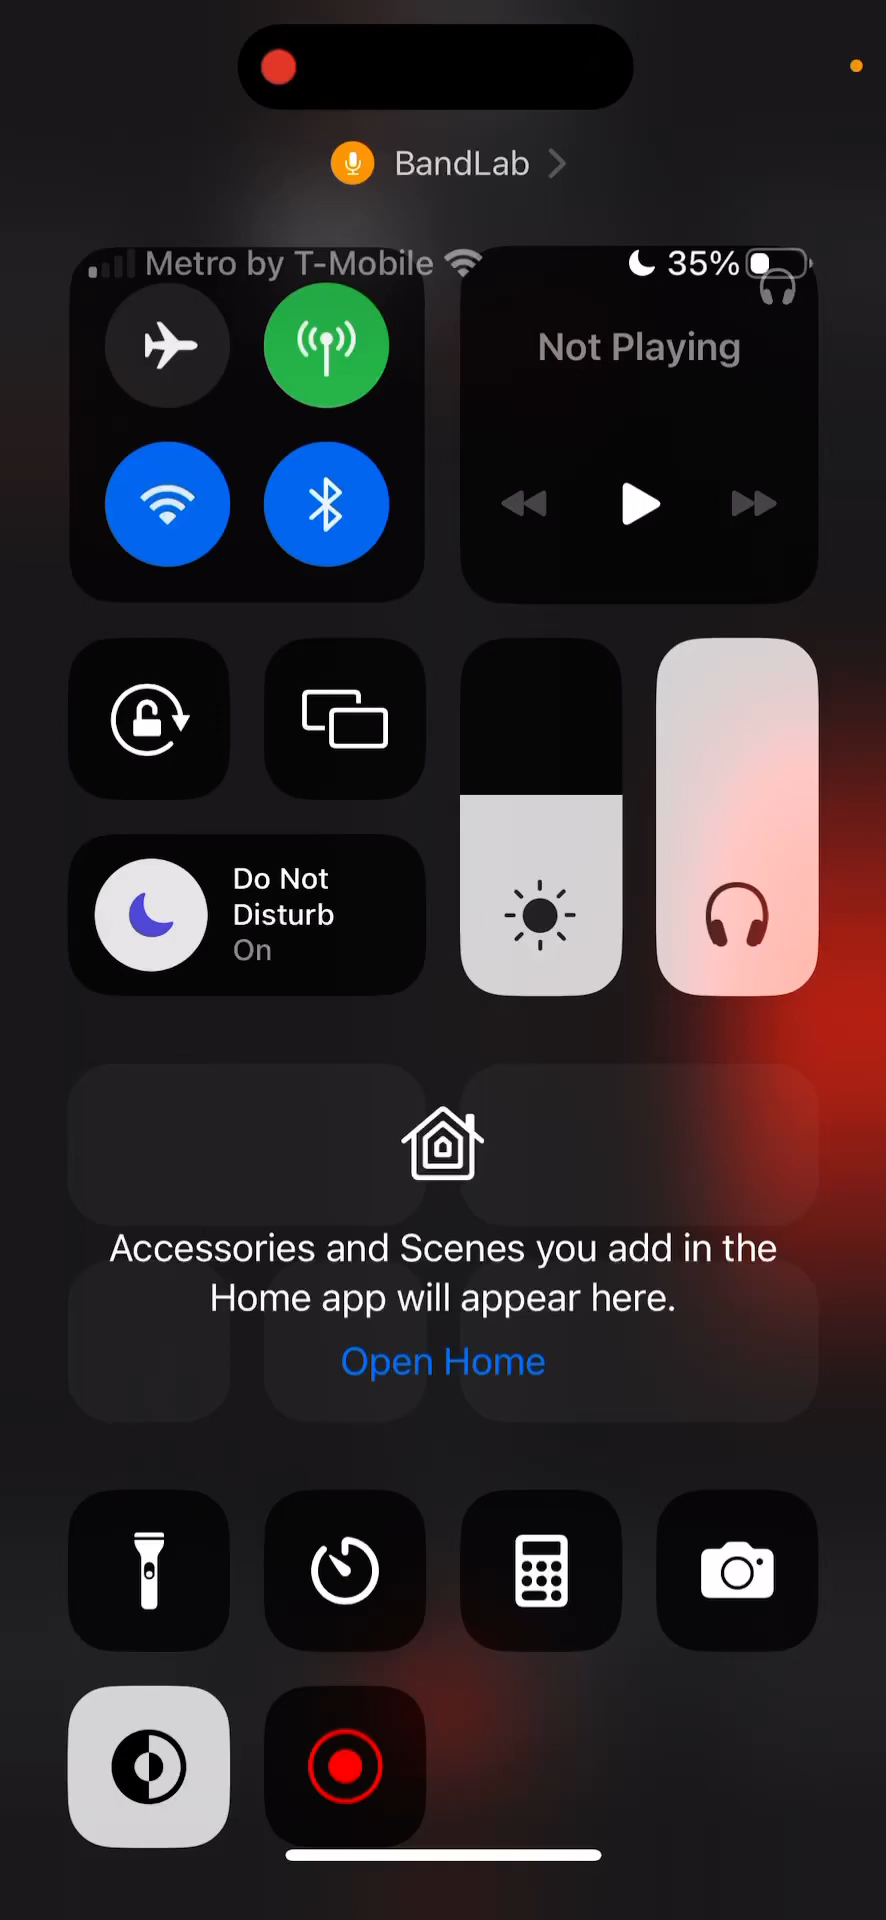 BandLab
Metro by T-Mobile
35%
Not Playing
Do Not
Disturb
On
Accessories and Scenes you add in the
Home app will appear here.
Open Home